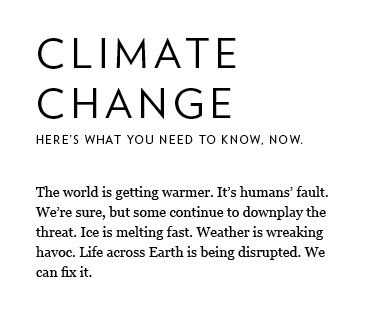 CLIMATE
CHANGE
HERE'S WHAT YOU NEED TO KNOW, NOW.
The world is getting warmer. It’s humans’ fault.
We’re sure, but some continue to downplay the
threat. Ice is melting fast. Weather is wreaking
havoc. Life across Earth is being disrupted. We
can fix it.